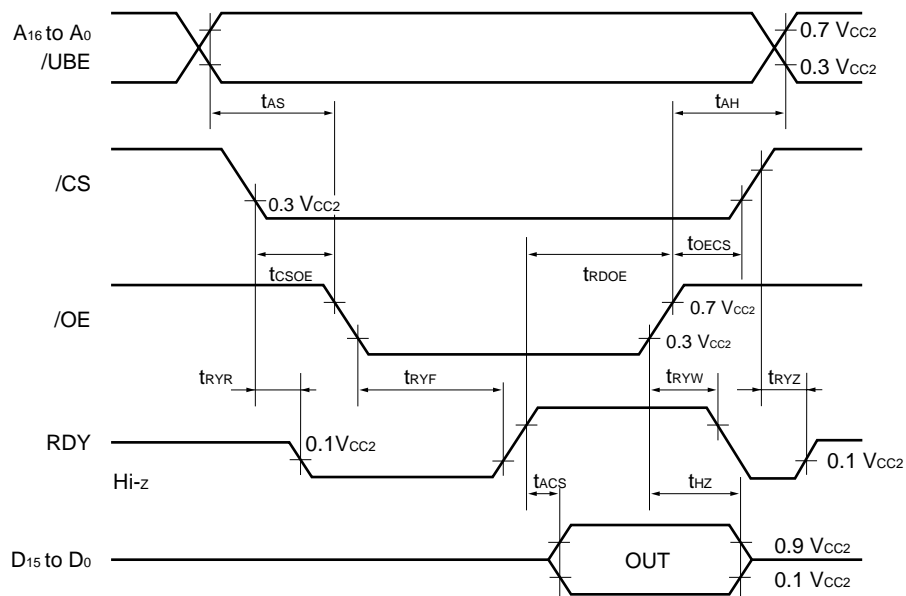 A16 to A0
/UBE
0.7 VCC2
0.3 VCC2
tAS
tAH
/CS
0.3 VCC2
tCSOE
tRDOE
tOECS
/OE
0.7 VCC2
0.3 VCC2
tRYR
tRYF
tRYW
tRYZ
RDY
0.1VCC2
0.1 VCC2
Hi-Z
tACS
tHZ
D15 to D0
OUT
0.9 VCC2
0.1 VCC2